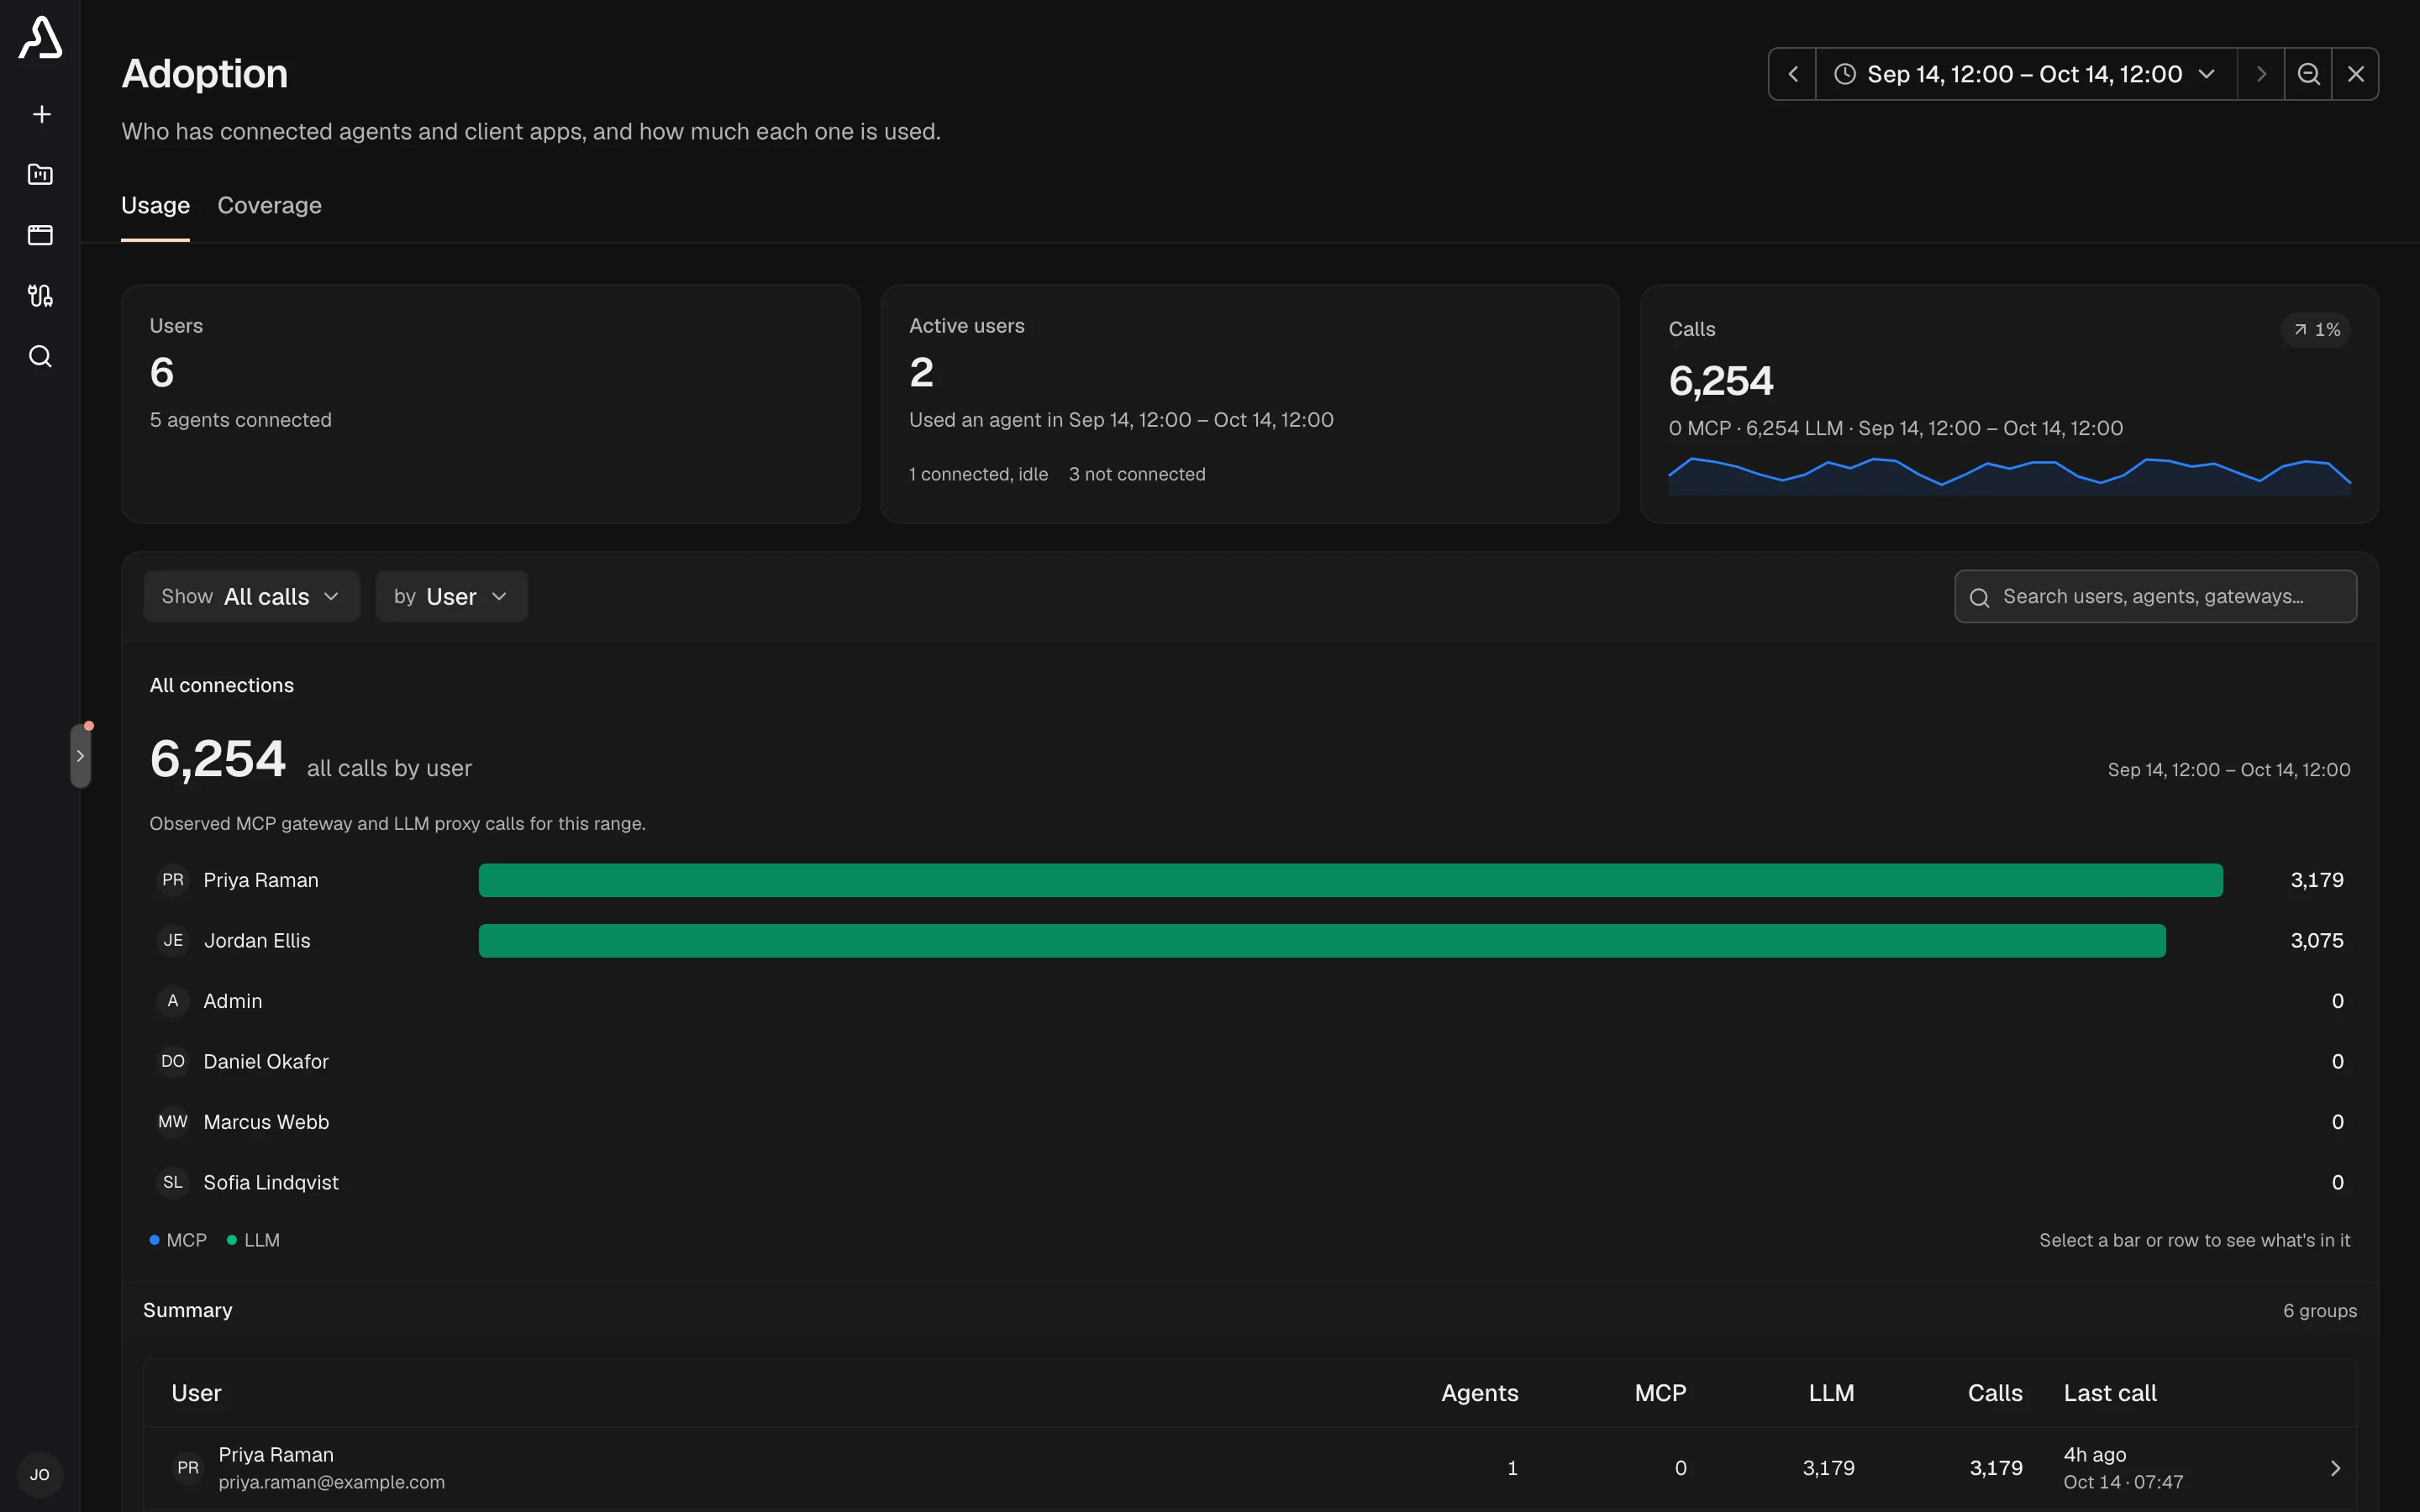 Adoption
Sep 14, 12:00 – Oct 14, 12:00
Who has connected agents and client apps, and how much each one is used.
Usage
Coverage
Users
6
5 agents connected
Active users
2
Used an agent in Sep 14, 12:00 – Oct 14, 12:00
1 connected, idle
3 not connected
Calls
1%
6,254
0 MCP · 6,254 LLM · Sep 14, 12:00 – Oct 14, 12:00
Show All calls
by User
Search users, agents, gateways...
All connections
6,254 all calls by user
Sep 14, 12:00 – Oct 14, 12:00
Observed MCP gateway and LLM proxy calls for this range.
PR Priya Raman 3,179
JE Jordan Ellis 3,075
A Admin 0
DO Daniel Okafor 0
MW Marcus Webb 0
SL Sofia Lindqvist 0
MCP LLM
Select a bar or row to see what's in it
Summary
6 groups
User Agents MCP LLM Calls Last call
PR Priya Raman 1 0 3,179 3,179 4h ago
priya.raman@example.com Oct 14 · 07:47
JO